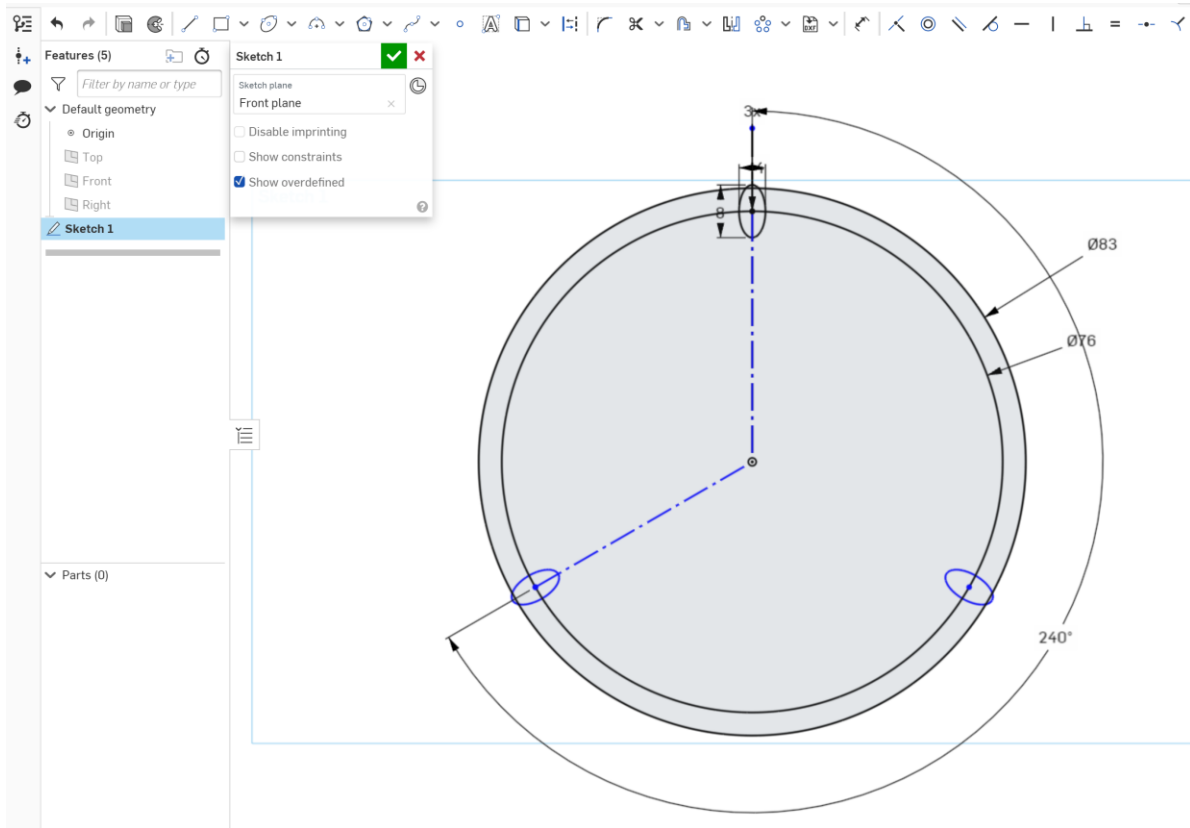 Features (5)
Filter by name or type
Default geometry
Origin
Top
Front
Right
Sketch 1
Parts (0)
Sketch 1
Sketch plane
Front plane
Disable imprinting
Show constraints
Show overdefined
3x
8
Ø83
Ø76
240°
DXF